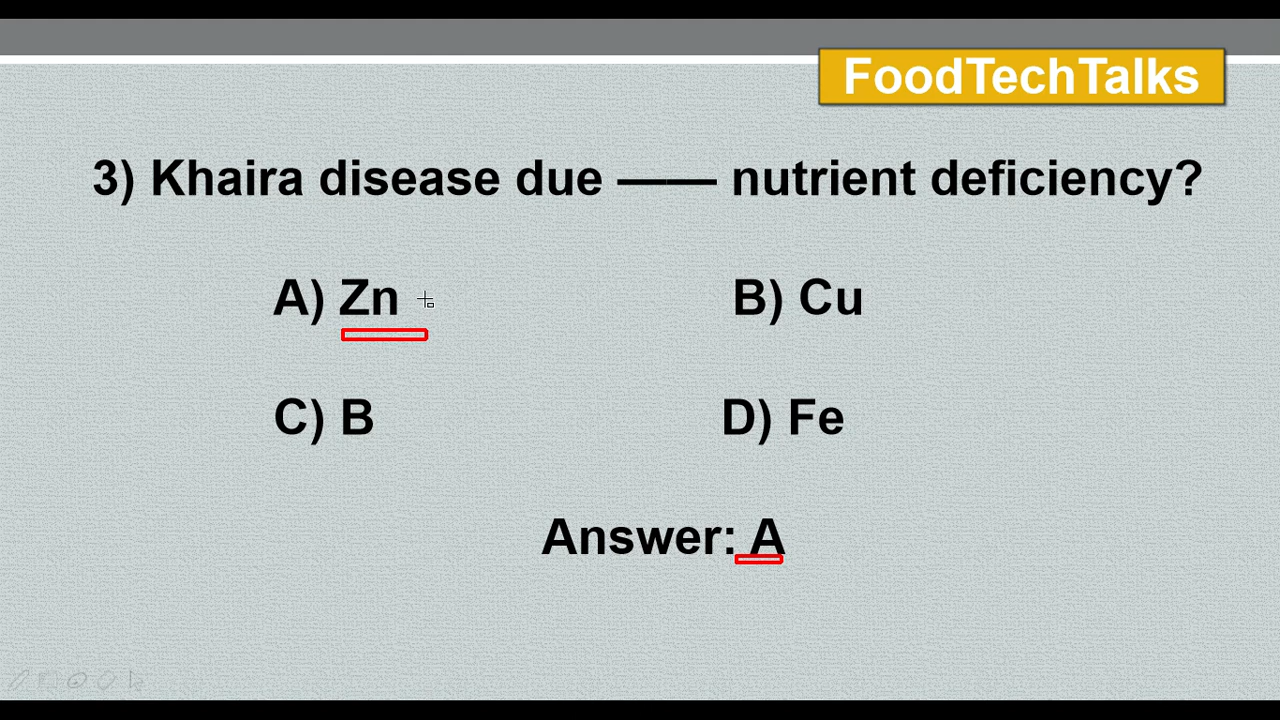 FoodTechTalks
3) Khaira disease due —— nutrient deficiency?
A) Zn B) Cu
C) B D) Fe
Answer: A